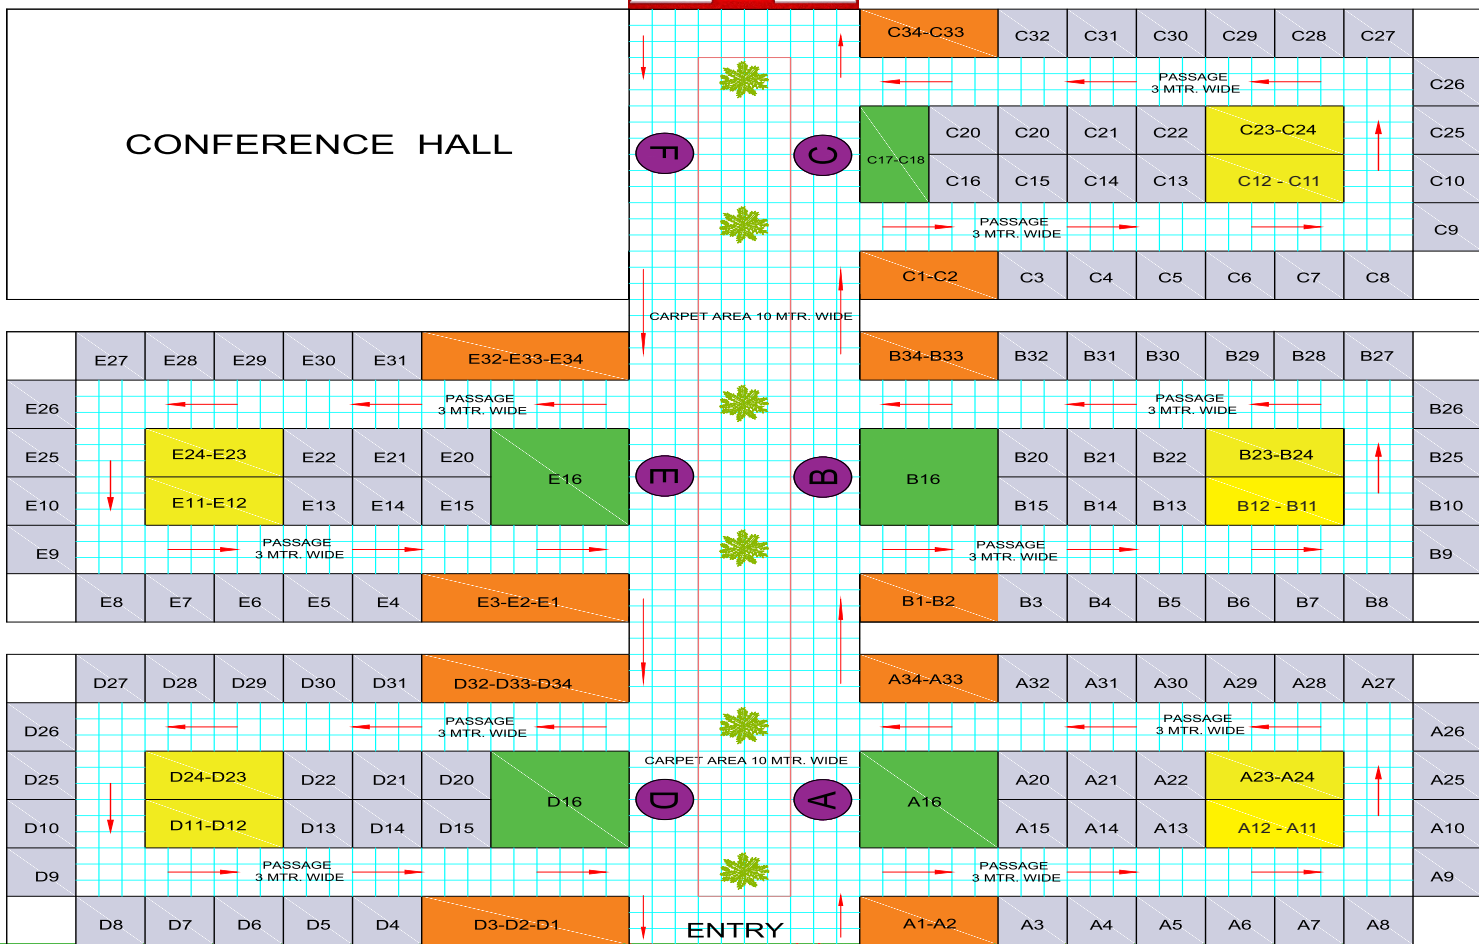 C34-C33 C32 C31 C30 C29 C28 C27
PASSAGE
3 MTR. WIDE
C26
CONFERENCE HALL
F
C
C17-C18
C20 C20 C21 C22 C23-C24 C25
C16 C15 C14 C13 C12 - C11 C10
PASSAGE
3 MTR. WIDE
C9
C1-C2 C3 C4 C5 C6 C7 C8
CARPET AREA 10 MTR. WIDE
E27 E28 E29 E30 E31 E32-E33-E34
B34-B33 B32 B31 B30 B29 B28 B27
E26
PASSAGE
3 MTR. WIDE
PASSAGE
3 MTR. WIDE
B26
E25 E24-E23 E22 E21 E20
E16
E
B
B16
B20 B21 B22 B23-B24 B25
E10 E11-E12 E13 E14 E15
B15 B14 B13 B12 - B11 B10
E9
PASSAGE
3 MTR. WIDE
PASSAGE
3 MTR. WIDE
B9
E8 E7 E6 E5 E4 E3-E2-E1
B1-B2 B3 B4 B5 B6 B7 B8
D27 D28 D29 D30 D31 D32-D33-D34
A34-A33 A32 A31 A30 A29 A28 A27
D26
PASSAGE
3 MTR. WIDE
PASSAGE
3 MTR. WIDE
A26
CARPET AREA 10 MTR. WIDE
D25 D24-D23 D22 D21 D20
D16
D
A
A16
A20 A21 A22 A23-A24 A25
D10 D11-D12 D13 D14 D15
A15 A14 A13 A12 - A11 A10
D9
PASSAGE
3 MTR. WIDE
PASSAGE
3 MTR. WIDE
A9
D8 D7 D6 D5 D4 D3-D2-D1
ENTRY
A1-A2 A3 A4 A5 A6 A7 A8